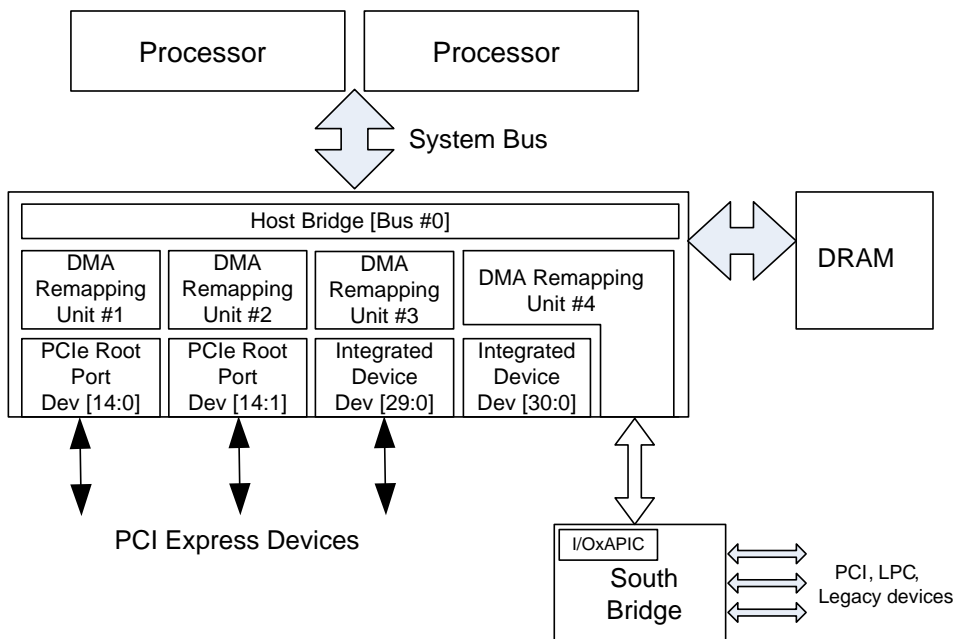 Processor
Processor
System Bus
Host Bridge [Bus #0]
DRAM
DMA
Remapping
Unit #1
DMA
Remapping
Unit #2
DMA
Remapping
Unit #3
DMA Remapping
Unit #4
PCIe Root
Port
Dev [14:0]
PCIe Root
Port
Dev [14:1]
Integrated
Device
Dev [29:0]
Integrated
Device
Dev [30:0]
PCI Express Devices
I/OxAPIC
South
Bridge
PCI, LPC,
Legacy devices